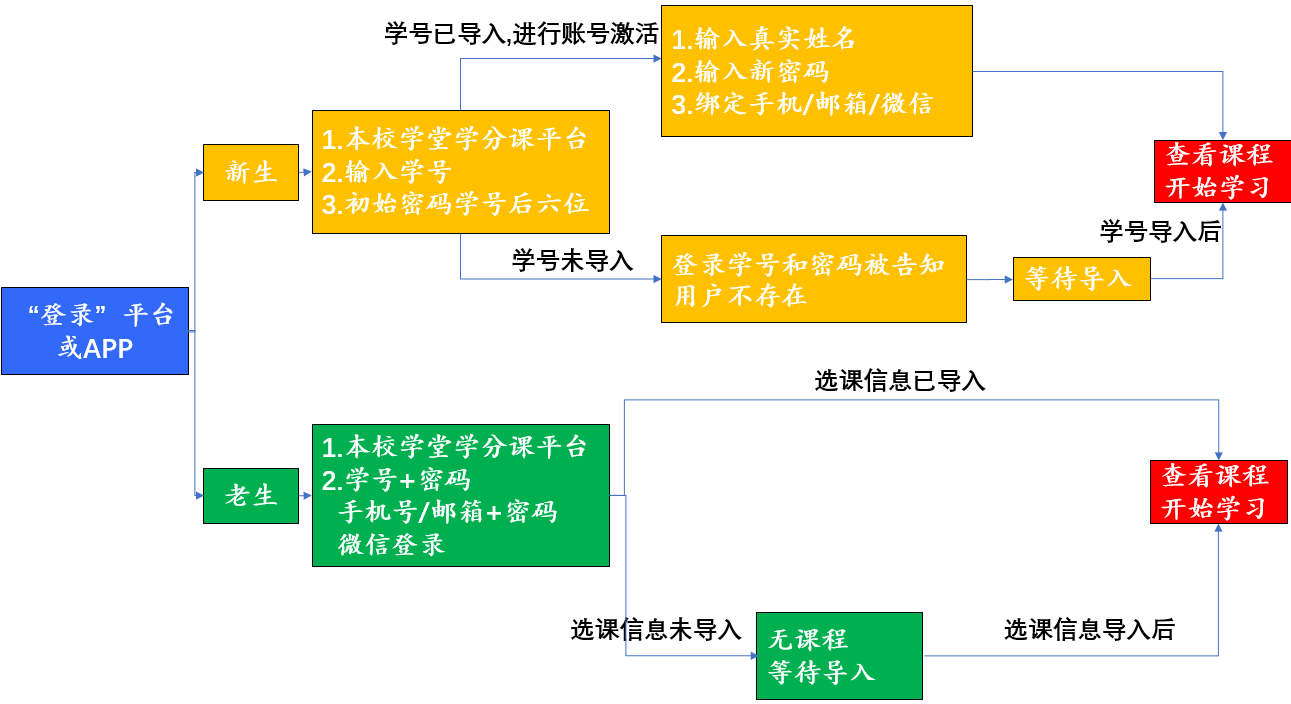 学号已导入,进行账号激活
1.输入真实姓名
2.输入新密码
3.绑定手机/邮箱/微信
1.本校学堂学分课平台
2.输入学号
3.初始密码学号后六位
新生
查看课程
开始学习
学号导入后
学号未导入
登录学号和密码被告知
用户不存在
等待导入
“登录” 平台
或APP
选课信息已导入
1.本校学堂学分课平台
2.学号+密码
手机号/邮箱+密码
微信登录
老生
查看课程
开始学习
选课信息未导入
无课程
等待导入
选课信息导入后